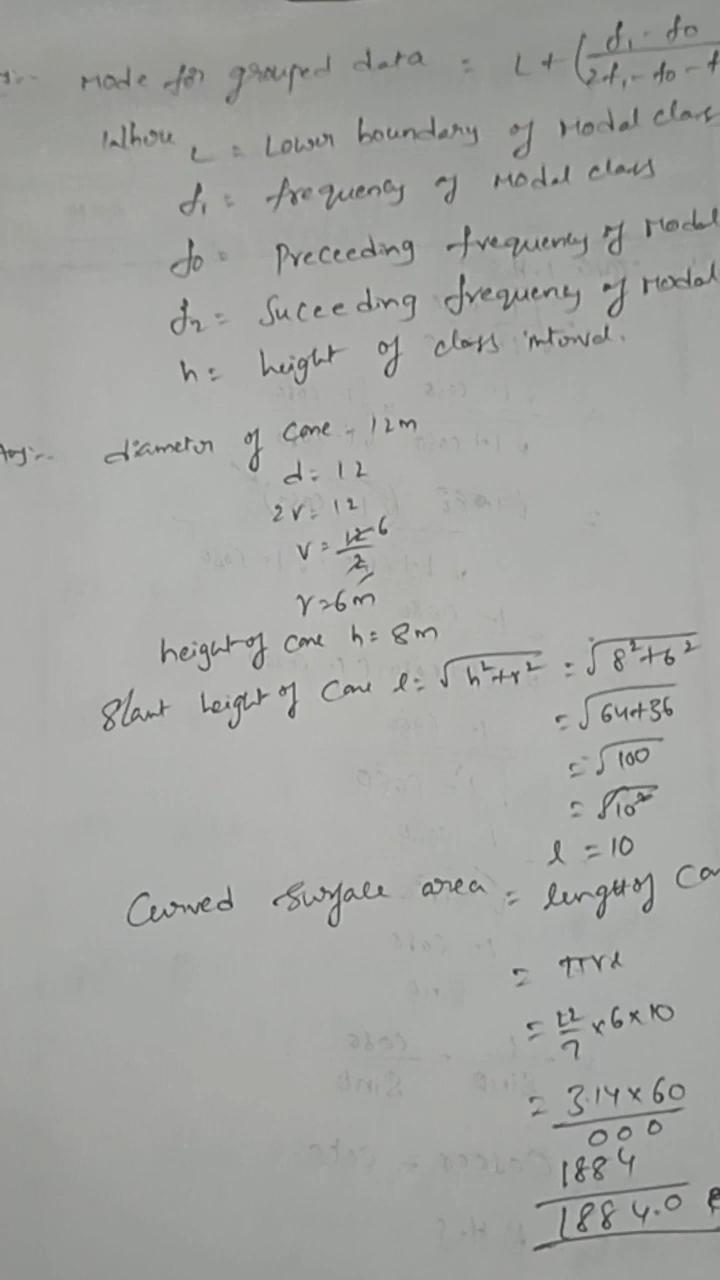 Mode for grouped data = L + (f1 - f0 / 2f1 - f0 - f
Where L = Lower boundary of Modal class
f1 = frequency of Modal class
f0 = Preceeding frequency of Modal
f2 = Suceeding frequency of Modal
h = height of class interval.
Ans:- diameter of Cone = 12m
d = 12
2r = 12
r = 12/2 6
r = 6m
height of cone h = 8m
Slant height of Cone l = √h²+r² = √8²+6²
= √64+36
= √100
= √10²
l = 10
Curved Surface area = length of Co
= πrl
= 22/7 x 6 x 10
= 3.14 x 60
000
1884
1884.0